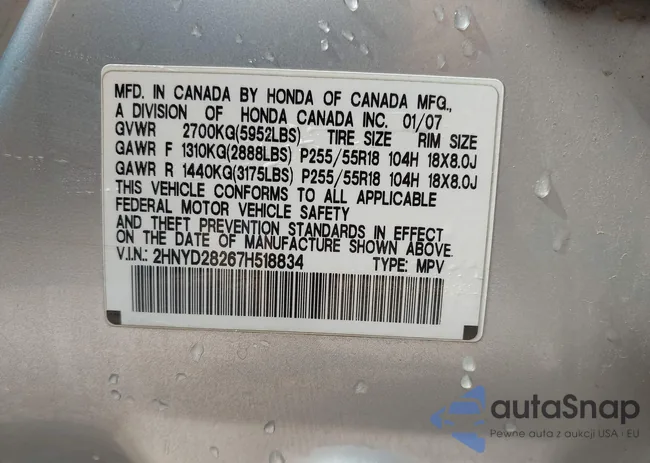 MFD. IN CANADA BY HONDA OF CANADA MFG.,
A DIVISION OF HONDA CANADA INC. 01/07
GVWR 2700KG(5952LBS) TIRE SIZE RIM SIZE
GAWR F 1310KG(2888LBS) P255/55R18 104H 18X8.0J
GAWR R 1440KG(3175LBS) P255/55R18 104H 18X8.0J
THIS VEHICLE CONFORMS TO ALL APPLICABLE
FEDERAL MOTOR VEHICLE SAFETY
AND THEFT PREVENTION STANDARDS IN EFFECT
ON DATE OF MANUFACTURE SHOWN ABOVE.
V.I.N.: 2HNYD28267H518834 TYPE: MPV
autaSnap
Pewne auta z aukcji USA i EU